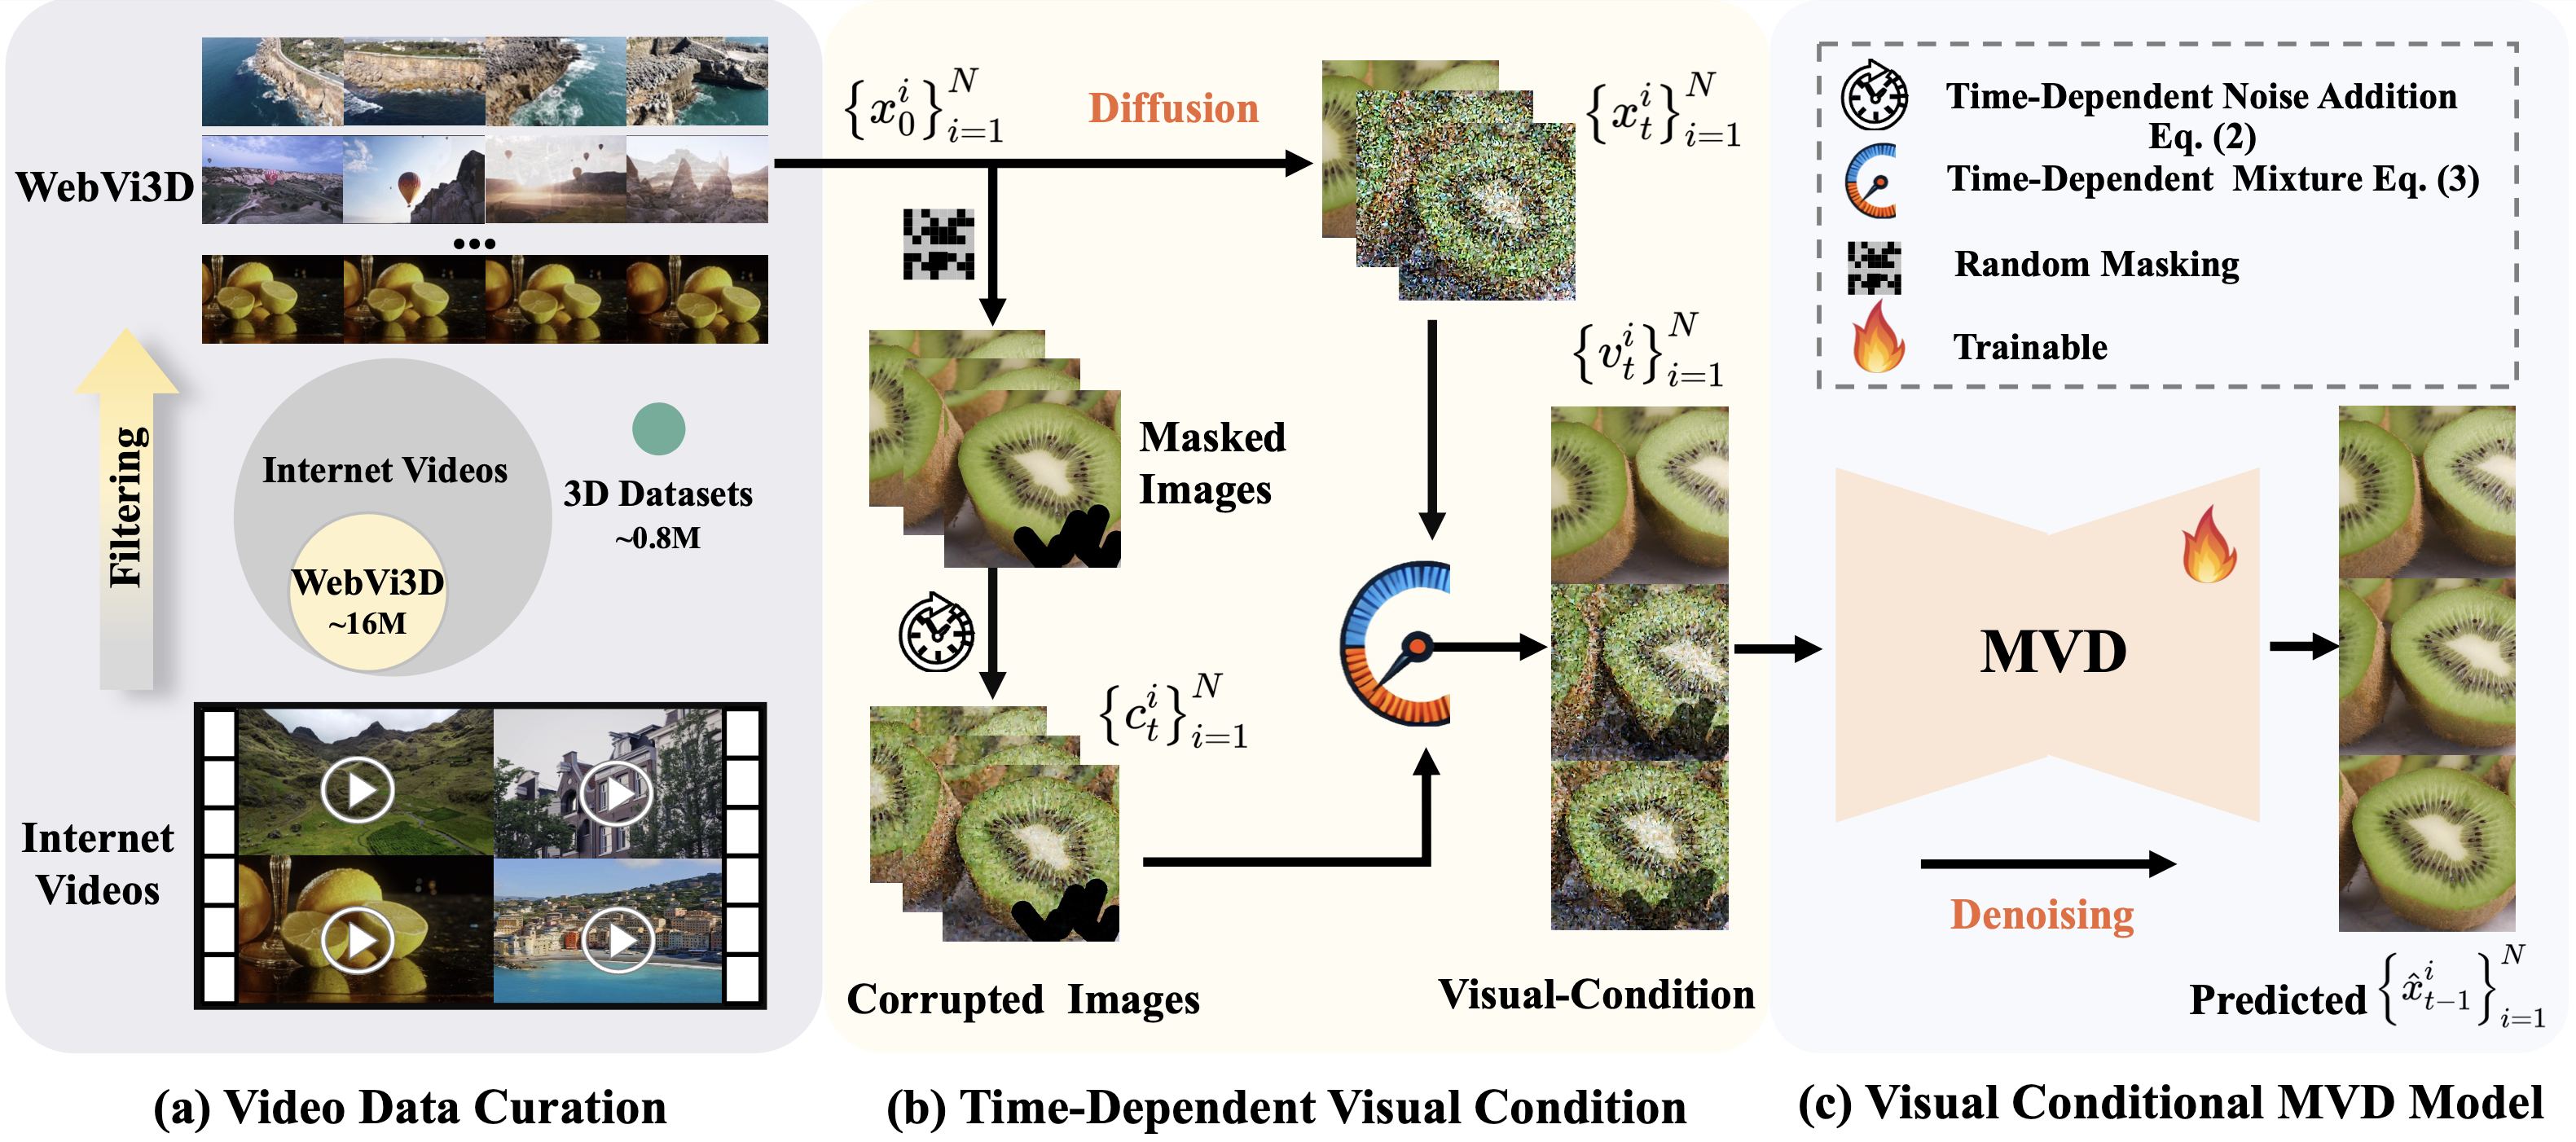 WebVi3D
...
Filtering
Internet Videos
3D Datasets
~0.8M
WebVi3D
~16M
Internet
Videos
(a) Video Data Curation
{x_0^i}_{i=1}^N
Diffusion
{x_t^i}_{i=1}^N
Masked
Images
{v_t^i}_{i=1}^N
{c_t^i}_{i=1}^N
Corrupted Images
Visual-Condition
(b) Time-Dependent Visual Condition
Time-Dependent Noise Addition
Eq. (2)
Time-Dependent Mixture Eq. (3)
Random Masking
Trainable
MVD
Denoising
Predicted {x̂_{t-1}^i}_{i=1}^N
(c) Visual Conditional MVD Model